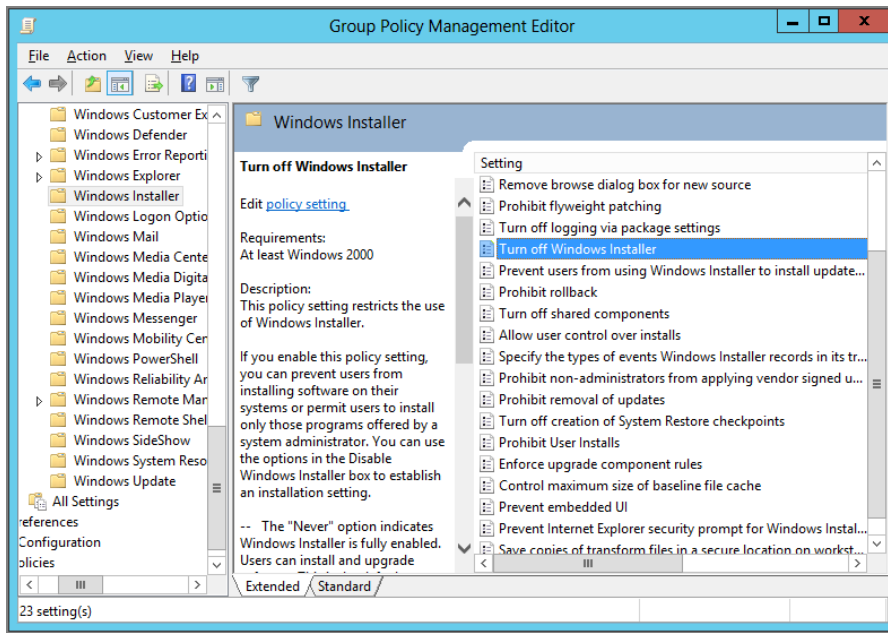 Group Policy Management Editor
File Action View Help
Windows Customer Ex
Windows Defender
Windows Error Reporti
Windows Explorer
Windows Installer
Windows Logon Optio
Windows Mail
Windows Media Cente
Windows Media Digita
Windows Media Player
Windows Messenger
Windows Mobility Cen
Windows PowerShell
Windows Reliability Ar
Windows Remote Mar
Windows Remote Shel
Windows SideShow
Windows System Reso
Windows Update
All Settings
references
Configuration
olicies
Windows Installer
Turn off Windows Installer
Edit policy setting
Requirements:
At least Windows 2000
Description:
This policy setting restricts the use
of Windows Installer.
If you enable this policy setting,
you can prevent users from
installing software on their
systems or permit users to install
only those programs offered by a
system administrator. You can use
the options in the Disable
Windows Installer box to establish
an installation setting.
-- The "Never" option indicates
Windows Installer is fully enabled.
Users can install and upgrade
Setting
Remove browse dialog box for new source
Prohibit flyweight patching
Turn off logging via package settings
Turn off Windows Installer
Prevent users from using Windows Installer to install update...
Prohibit rollback
Turn off shared components
Allow user control over installs
Specify the types of events Windows Installer records in its tr...
Prohibit non-administrators from applying vendor signed u...
Prohibit removal of updates
Turn off creation of System Restore checkpoints
Prohibit User Installs
Enforce upgrade component rules
Control maximum size of baseline file cache
Prevent embedded UI
Prevent Internet Explorer security prompt for Windows Instal...
Save copies of transform files in a secure location on workst...
Extended Standard
23 setting(s)